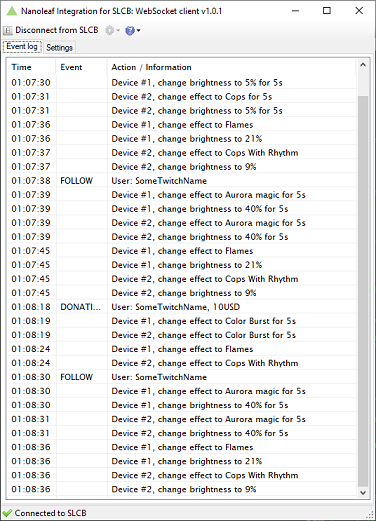 Nanoleaf Integration for SLCB: WebSocket client v1.0.1
Disconnect from SLCB
Event log Settings
Time Event Action / Information
01:07:30 Device #1, change brightness to 5% for 5s
01:07:31 Device #2, change effect to Cops for 5s
01:07:31 Device #2, change brightness to 5% for 5s
01:07:36 Device #1, change effect to Flames
01:07:36 Device #1, change brightness to 21%
01:07:37 Device #2, change effect to Cops With Rhythm
01:07:37 Device #2, change brightness to 9%
01:07:38 FOLLOW User: SomeTwitchName
01:07:39 Device #1, change effect to Aurora magic for 5s
01:07:39 Device #1, change brightness to 40% for 5s
01:07:39 Device #2, change effect to Aurora magic for 5s
01:07:39 Device #2, change brightness to 40% for 5s
01:07:45 Device #1, change effect to Flames
01:07:45 Device #1, change brightness to 21%
01:07:45 Device #2, change effect to Cops With Rhythm
01:07:45 Device #2, change brightness to 9%
01:08:18 DONATI... User: SomeTwitchName, 10USD
01:08:19 Device #1, change effect to Color Burst for 5s
01:08:19 Device #2, change effect to Color Burst for 5s
01:08:24 Device #1, change effect to Flames
01:08:24 Device #2, change effect to Cops With Rhythm
01:08:30 FOLLOW User: SomeTwitchName
01:08:30 Device #1, change effect to Aurora magic for 5s
01:08:30 Device #1, change brightness to 40% for 5s
01:08:31 Device #2, change effect to Aurora magic for 5s
01:08:31 Device #2, change brightness to 40% for 5s
01:08:36 Device #1, change effect to Flames
01:08:36 Device #1, change brightness to 21%
01:08:36 Device #2, change effect to Cops With Rhythm
01:08:36 Device #2, change brightness to 9%
Connected to SLCB